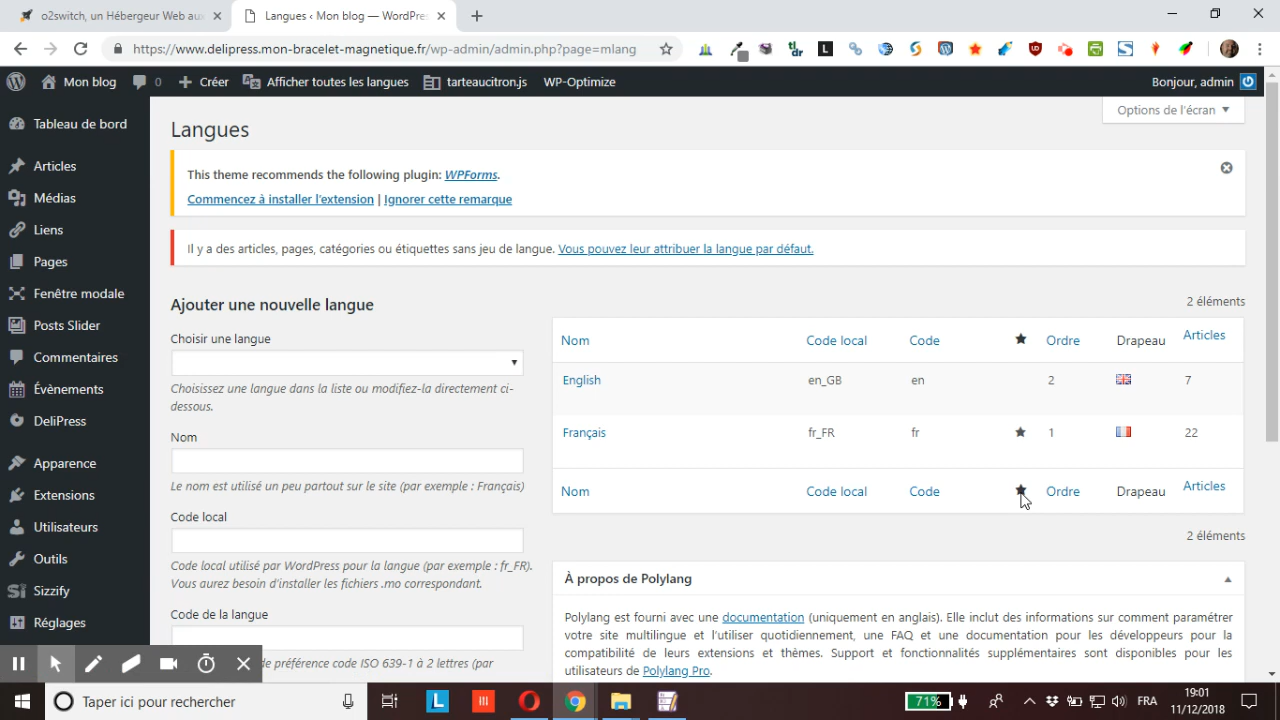 o2switch, un Hébergeur Web aux
Langues ‹ Mon blog — WordPres
https://www.delipress.mon-bracelet-magnetique.fr/wp-admin/admin.php?page=mlang
Mon blog
0
Créer
Afficher toutes les langues
tarteaucitron.js
WP-Optimize
Bonjour, admin
Tableau de bord
Articles
Médias
Liens
Pages
Fenêtre modale
Posts Slider
Commentaires
Évènements
DeliPress
Apparence
Extensions
Utilisateurs
Outils
Sizzify
Réglages
Options de l'écran
Langues
This theme recommends the following plugin: WPForms.
Commencez à installer l'extension | Ignorer cette remarque
Il y a des articles, pages, catégories ou étiquettes sans jeu de langue. Vous pouvez leur attribuer la langue par défaut.
Ajouter une nouvelle langue
Choisir une langue
Choisissez une langue dans la liste ou modifiez-la directement ci-
dessous.
Nom
Le nom est utilisé un peu partout sur le site (par exemple : Français)
Code local
Code local utilisé par WordPress pour la langue (par exemple : fr_FR).
Vous aurez besoin d'installer les fichiers .mo correspondant.
Code de la langue
de préférence code ISO 639-1 à 2 lettres (par
2 éléments
Nom Code local Code ★ Ordre Drapeau Articles
English en_GB en 2 7
Français fr_FR fr ★ 1 22
Nom Code local Code ★ Ordre Drapeau Articles
2 éléments
À propos de Polylang
Polylang est fourni avec une documentation (uniquement en anglais). Elle inclut des informations sur comment paramétrer
votre site multilingue et l'utiliser quotidiennement, une FAQ et une documentation pour les développeurs pour la
compatibilité de leurs extensions et thèmes. Support et fonctionnalités supplémentaires sont disponibles pour les
utilisateurs de Polylang Pro.
Taper ici pour rechercher
71%
FRA
19:01
11/12/2018